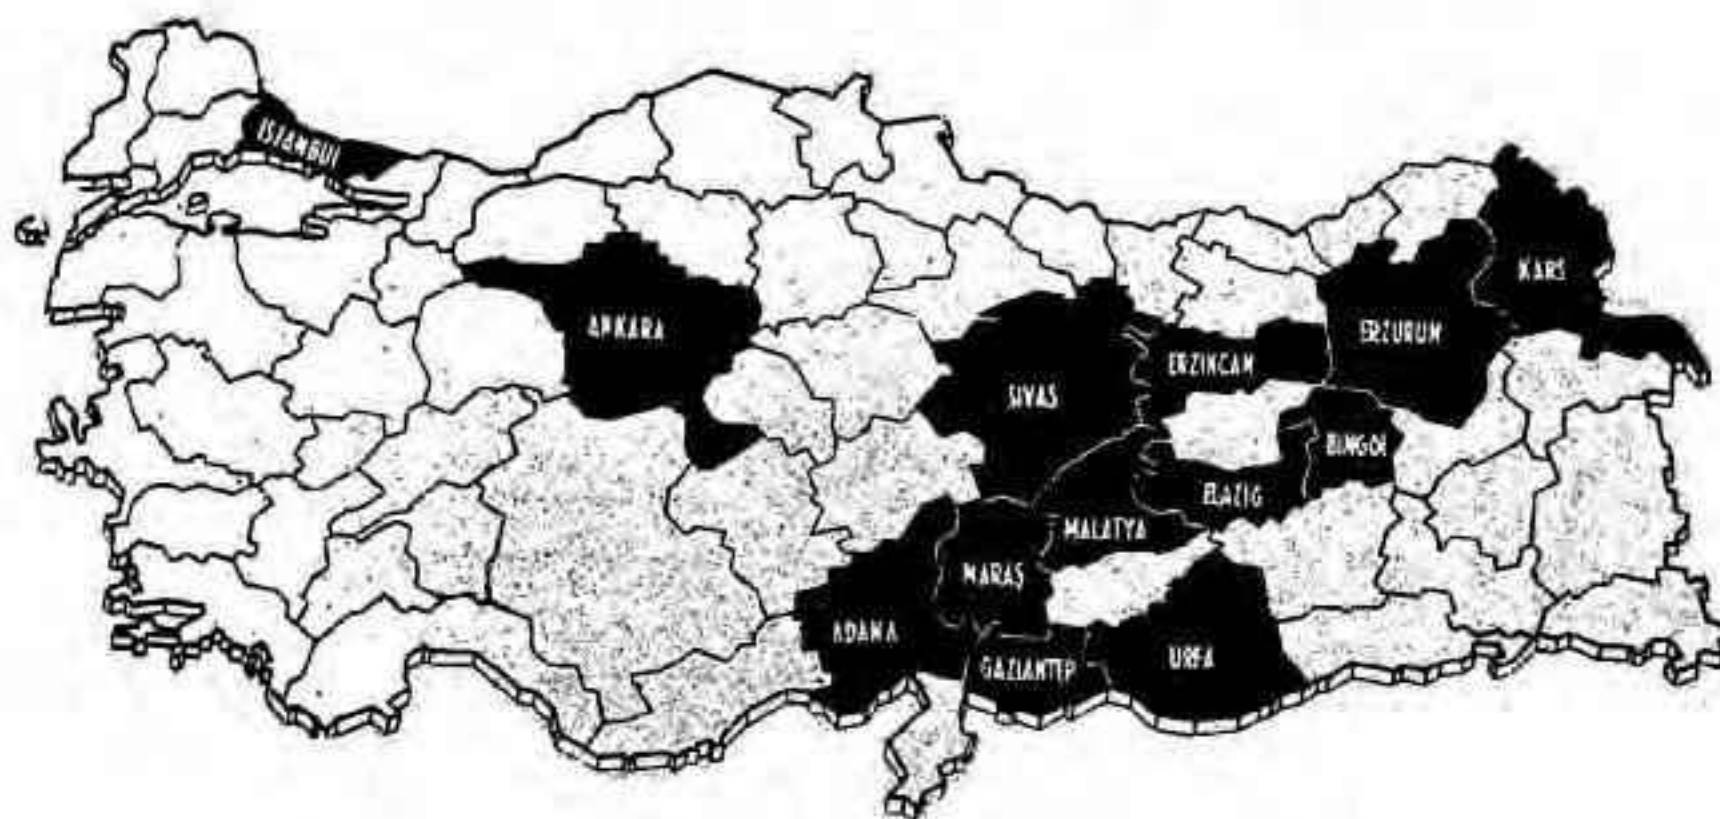 ISTANBUL
KARS
ANKARA
ERZURUM
ERZINCAN
SIVAS
BINGÖL
ELAZIG
MALATYA
MARAŞ
ADANA
GAZIANTEP
URFA